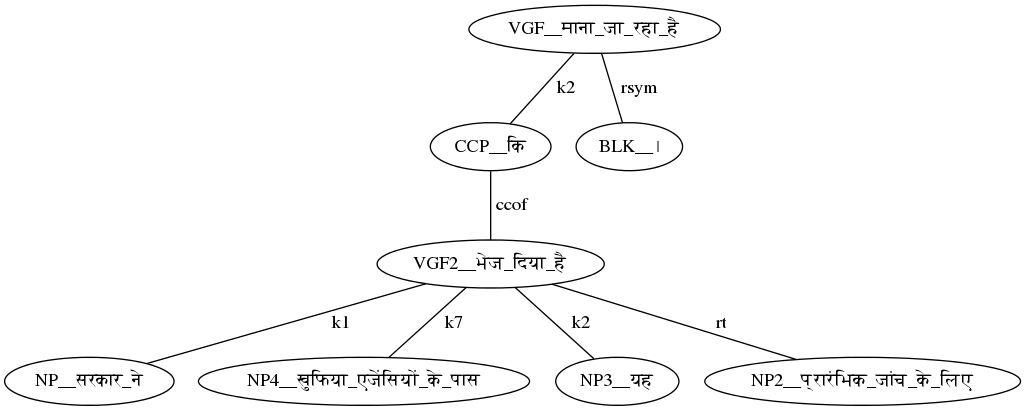 VGF__माना_जा_रहा_है
k2 rsym
CCP__कि BLK__।
ccof
VGF2__भेज_दिया_है
k1 k7 k2 rt
NP__सरकार_ने NP4__खुफिया_एजेंसियों_के_पास NP3__यह NP2__प्रारंभिक_जांच_के_लिए